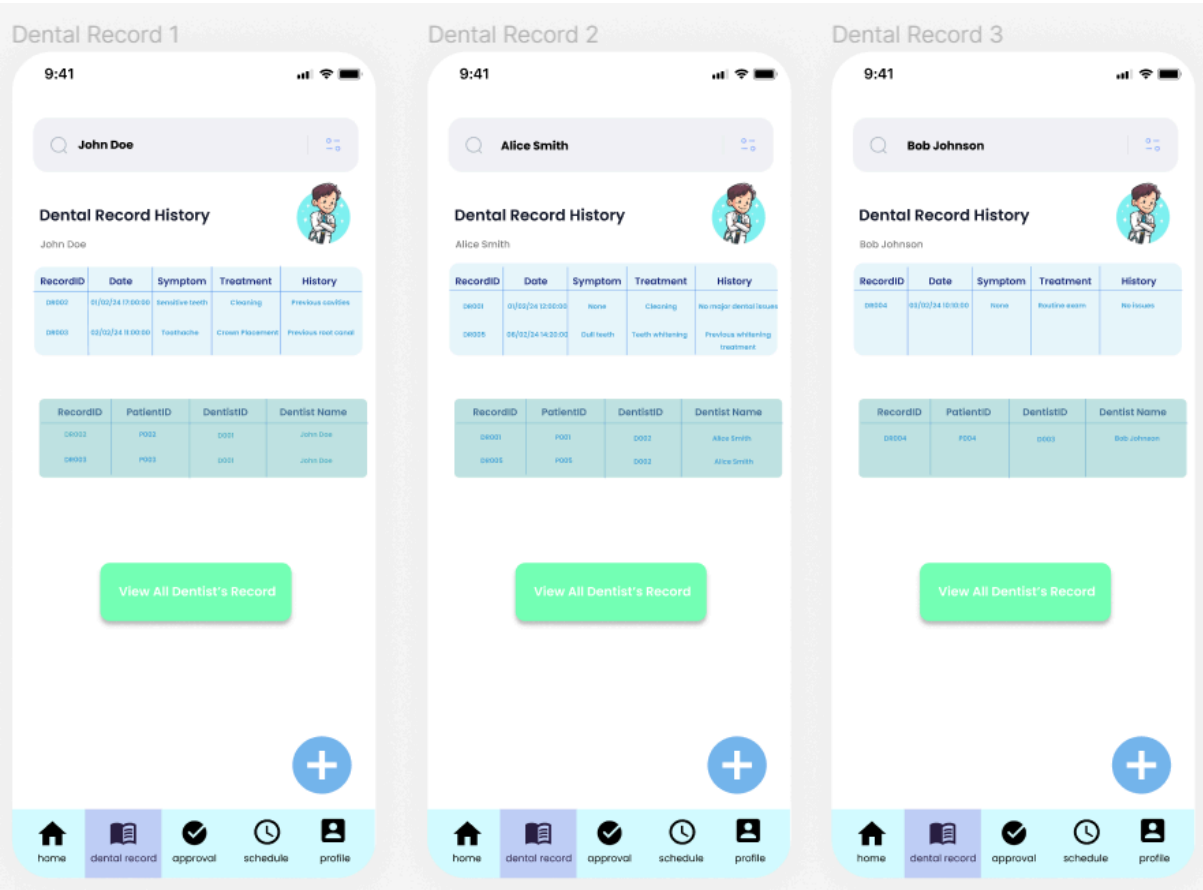 Dental Record 1
9:41
John Doe
Dental Record History
John Doe
RecordID Date Symptom Treatment History
DR002 01/02/24 17:00:00 Sensitive teeth Cleaning Previous cavities
DR003 02/02/24 11:00:00 Toothache Crown Placement Previous root canal
RecordID PatientID DentistID Dentist Name
P002 D001 John Doe
DR003 P003 D001 John Doe
View All Dentist's Record
home dental record approval schedule profile
Dental Record 2
9:41
Alice Smith
Dental Record History
Alice Smith
RecordID Date Symptom Treatment History
DR001 01/02/24 12:00:00 None Cleaning No major dental issues
DR005 06/02/24 14:20:00 Dull teeth Teeth whitening Previous whitening
treatment
RecordID PatientID DentistID Dentist Name
DR001 P001 D002 Alice Smith
DR005 P005 D002 Alice Smith
View All Dentist's Record
home dental record approval schedule profile
Dental Record 3
9:41
Bob Johnson
Dental Record History
Bob Johnson
RecordID Date Symptom Treatment History
DR004 10:10:00 None Routine exam No issues
RecordID PatientID DentistID Dentist Name
DR004 P004 D003 Bob Johnson
View All Dentist's Record
home dental record approval schedule profile